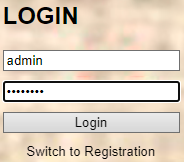 LOGIN
admin
••••••••
Login
Switch to Registration